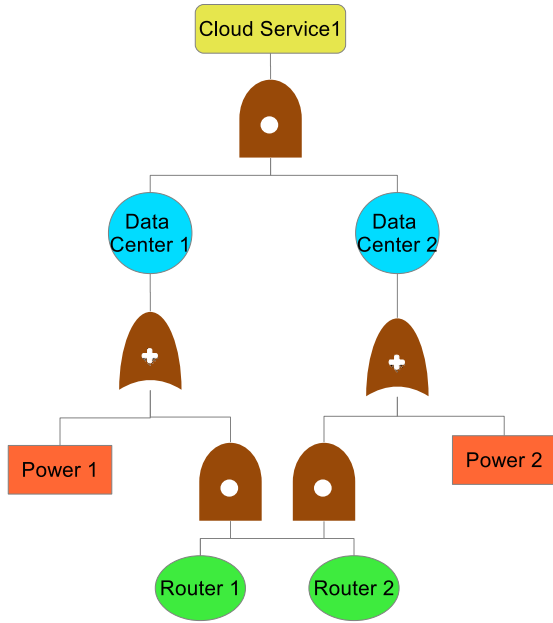 Cloud Service1
Data
Center 1
Data
Center 2
Power 1
Power 2
Router 1
Router 2